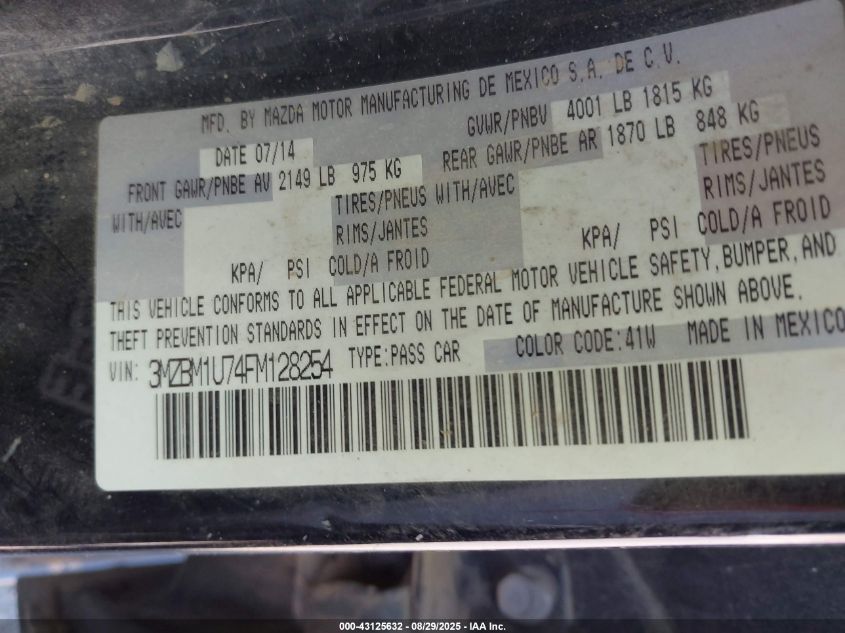 MFD. BY MAZDA MOTOR MANUFACTURING DE MEXICO S.A. DE C.V.
DATE 07/14 GVWR/PNBV 4001 LB 1815 KG
FRONT GAWR/PNBE AV 2149 LB 975 KG REAR GAWR/PNBE AR 1870 LB 848 KG
WITH/AVEC TIRES/PNEUS WITH/AVEC TIRES/PNEUS
RIMS/JANTES RIMS/JANTES
KPA/ PSI COLD/A FROID KPA/ PSI COLD/A FROID
THIS VEHICLE CONFORMS TO ALL APPLICABLE FEDERAL MOTOR VEHICLE SAFETY, BUMPER, AND
THEFT PREVENTION STANDARDS IN EFFECT ON THE DATE OF MANUFACTURE SHOWN ABOVE.
VIN: 3MZBM1U74FM128254 TYPE:PASS CAR COLOR CODE:41W MADE IN MEXICO
000-43125632 - 08/29/2025 - IAA Inc.